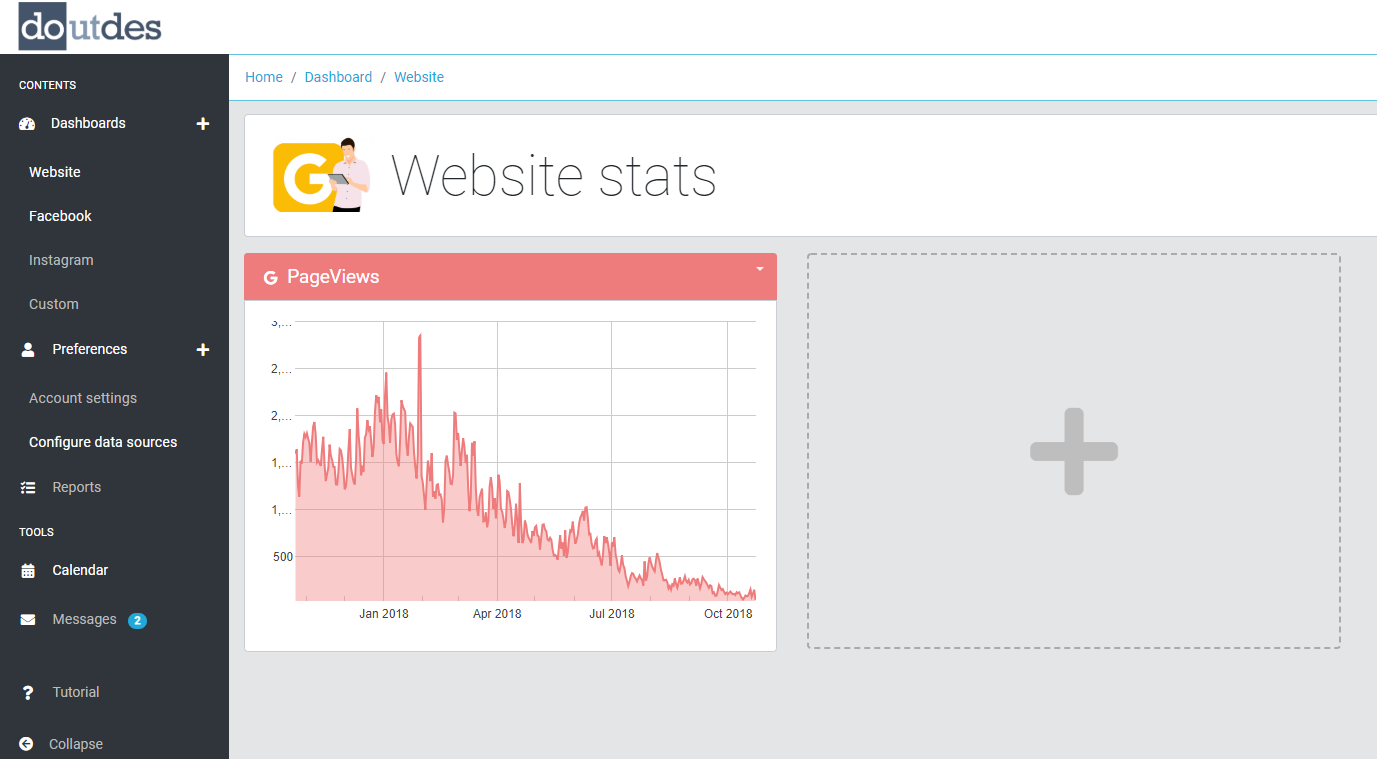 doutdes
CONTENTS
Dashboards
Website
Facebook
Instagram
Custom
Preferences
Account settings
Configure data sources
Reports
TOOLS
Calendar
Messages 2
Tutorial
Collapse
Home / Dashboard / Website
G Website stats
G PageViews
3,...
2,...
2,...
1,...
1,...
500
Jan 2018 Apr 2018 Jul 2018 Oct 2018